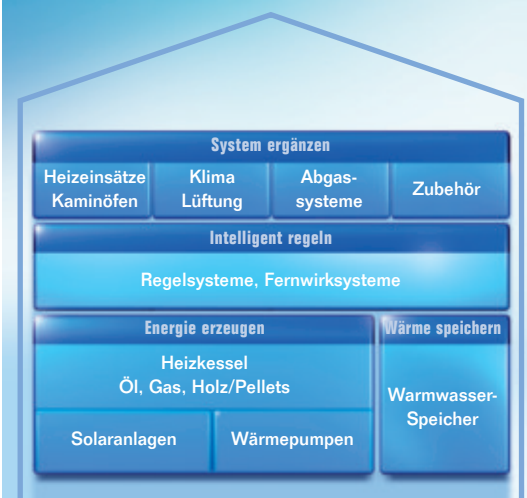 System ergänzen
Heizeinsätze
Kaminöfen
Klima
Lüftung
Abgas-
systeme
Zubehör
Intelligent regeln
Regelsysteme, Fernwirksysteme
Energie erzeugen
Heizkessel
Öl, Gas, Holz/Pellets
Solaranlagen
Wärmepumpen
Wärme speichern
Warmwasser-
Speicher